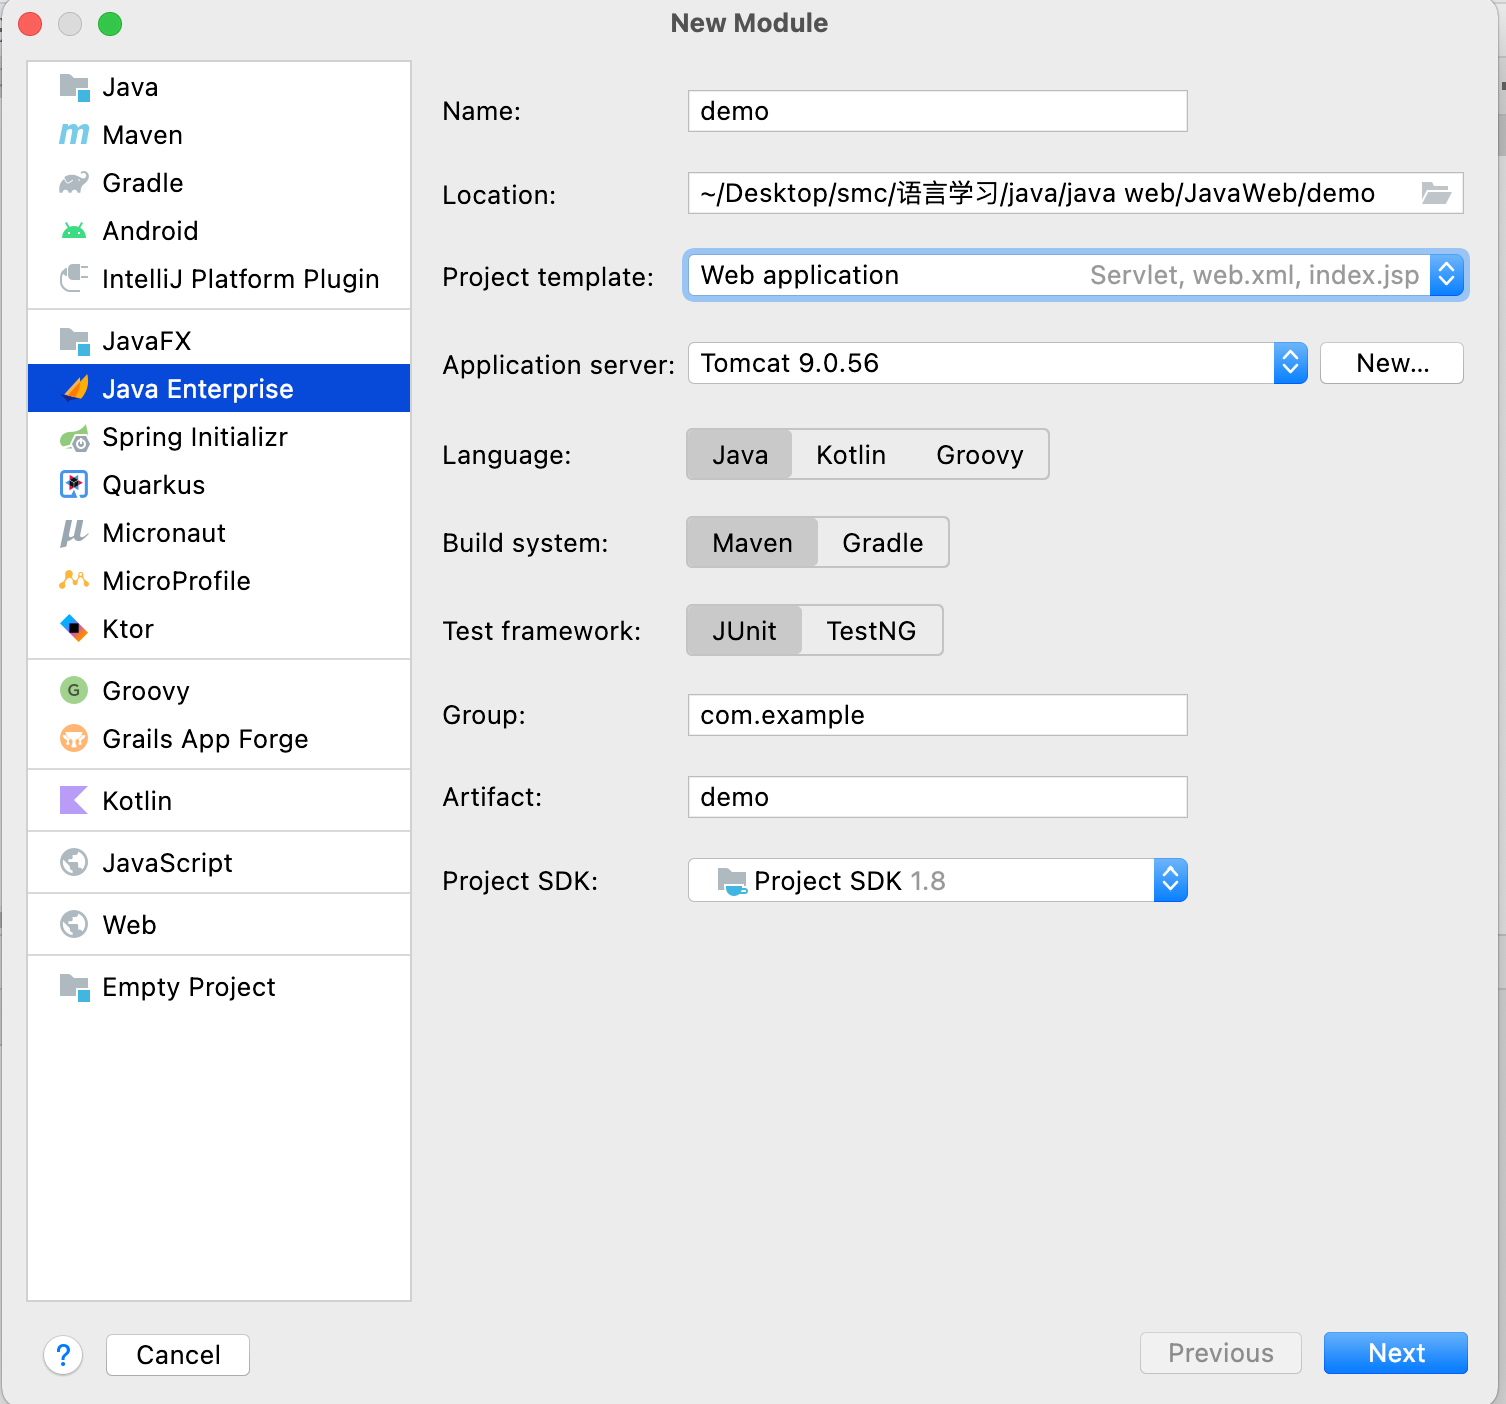 New Module
Java
Maven
Gradle
Android
IntelliJ Platform Plugin
JavaFX
Java Enterprise
Spring Initializr
Quarkus
Micronaut
MicroProfile
Ktor
Groovy
Grails App Forge
Kotlin
JavaScript
Web
Empty Project
Name: demo
Location: ~/Desktop/smc/语言学习/java/java web/JavaWeb/demo
Project template: Web application Servlet, web.xml, index.jsp
Application server: Tomcat 9.0.56 New...
Language: Java Kotlin Groovy
Build system: Maven Gradle
Test framework: JUnit TestNG
Group: com.example
Artifact: demo
Project SDK: Project SDK 1.8
? Cancel Previous Next